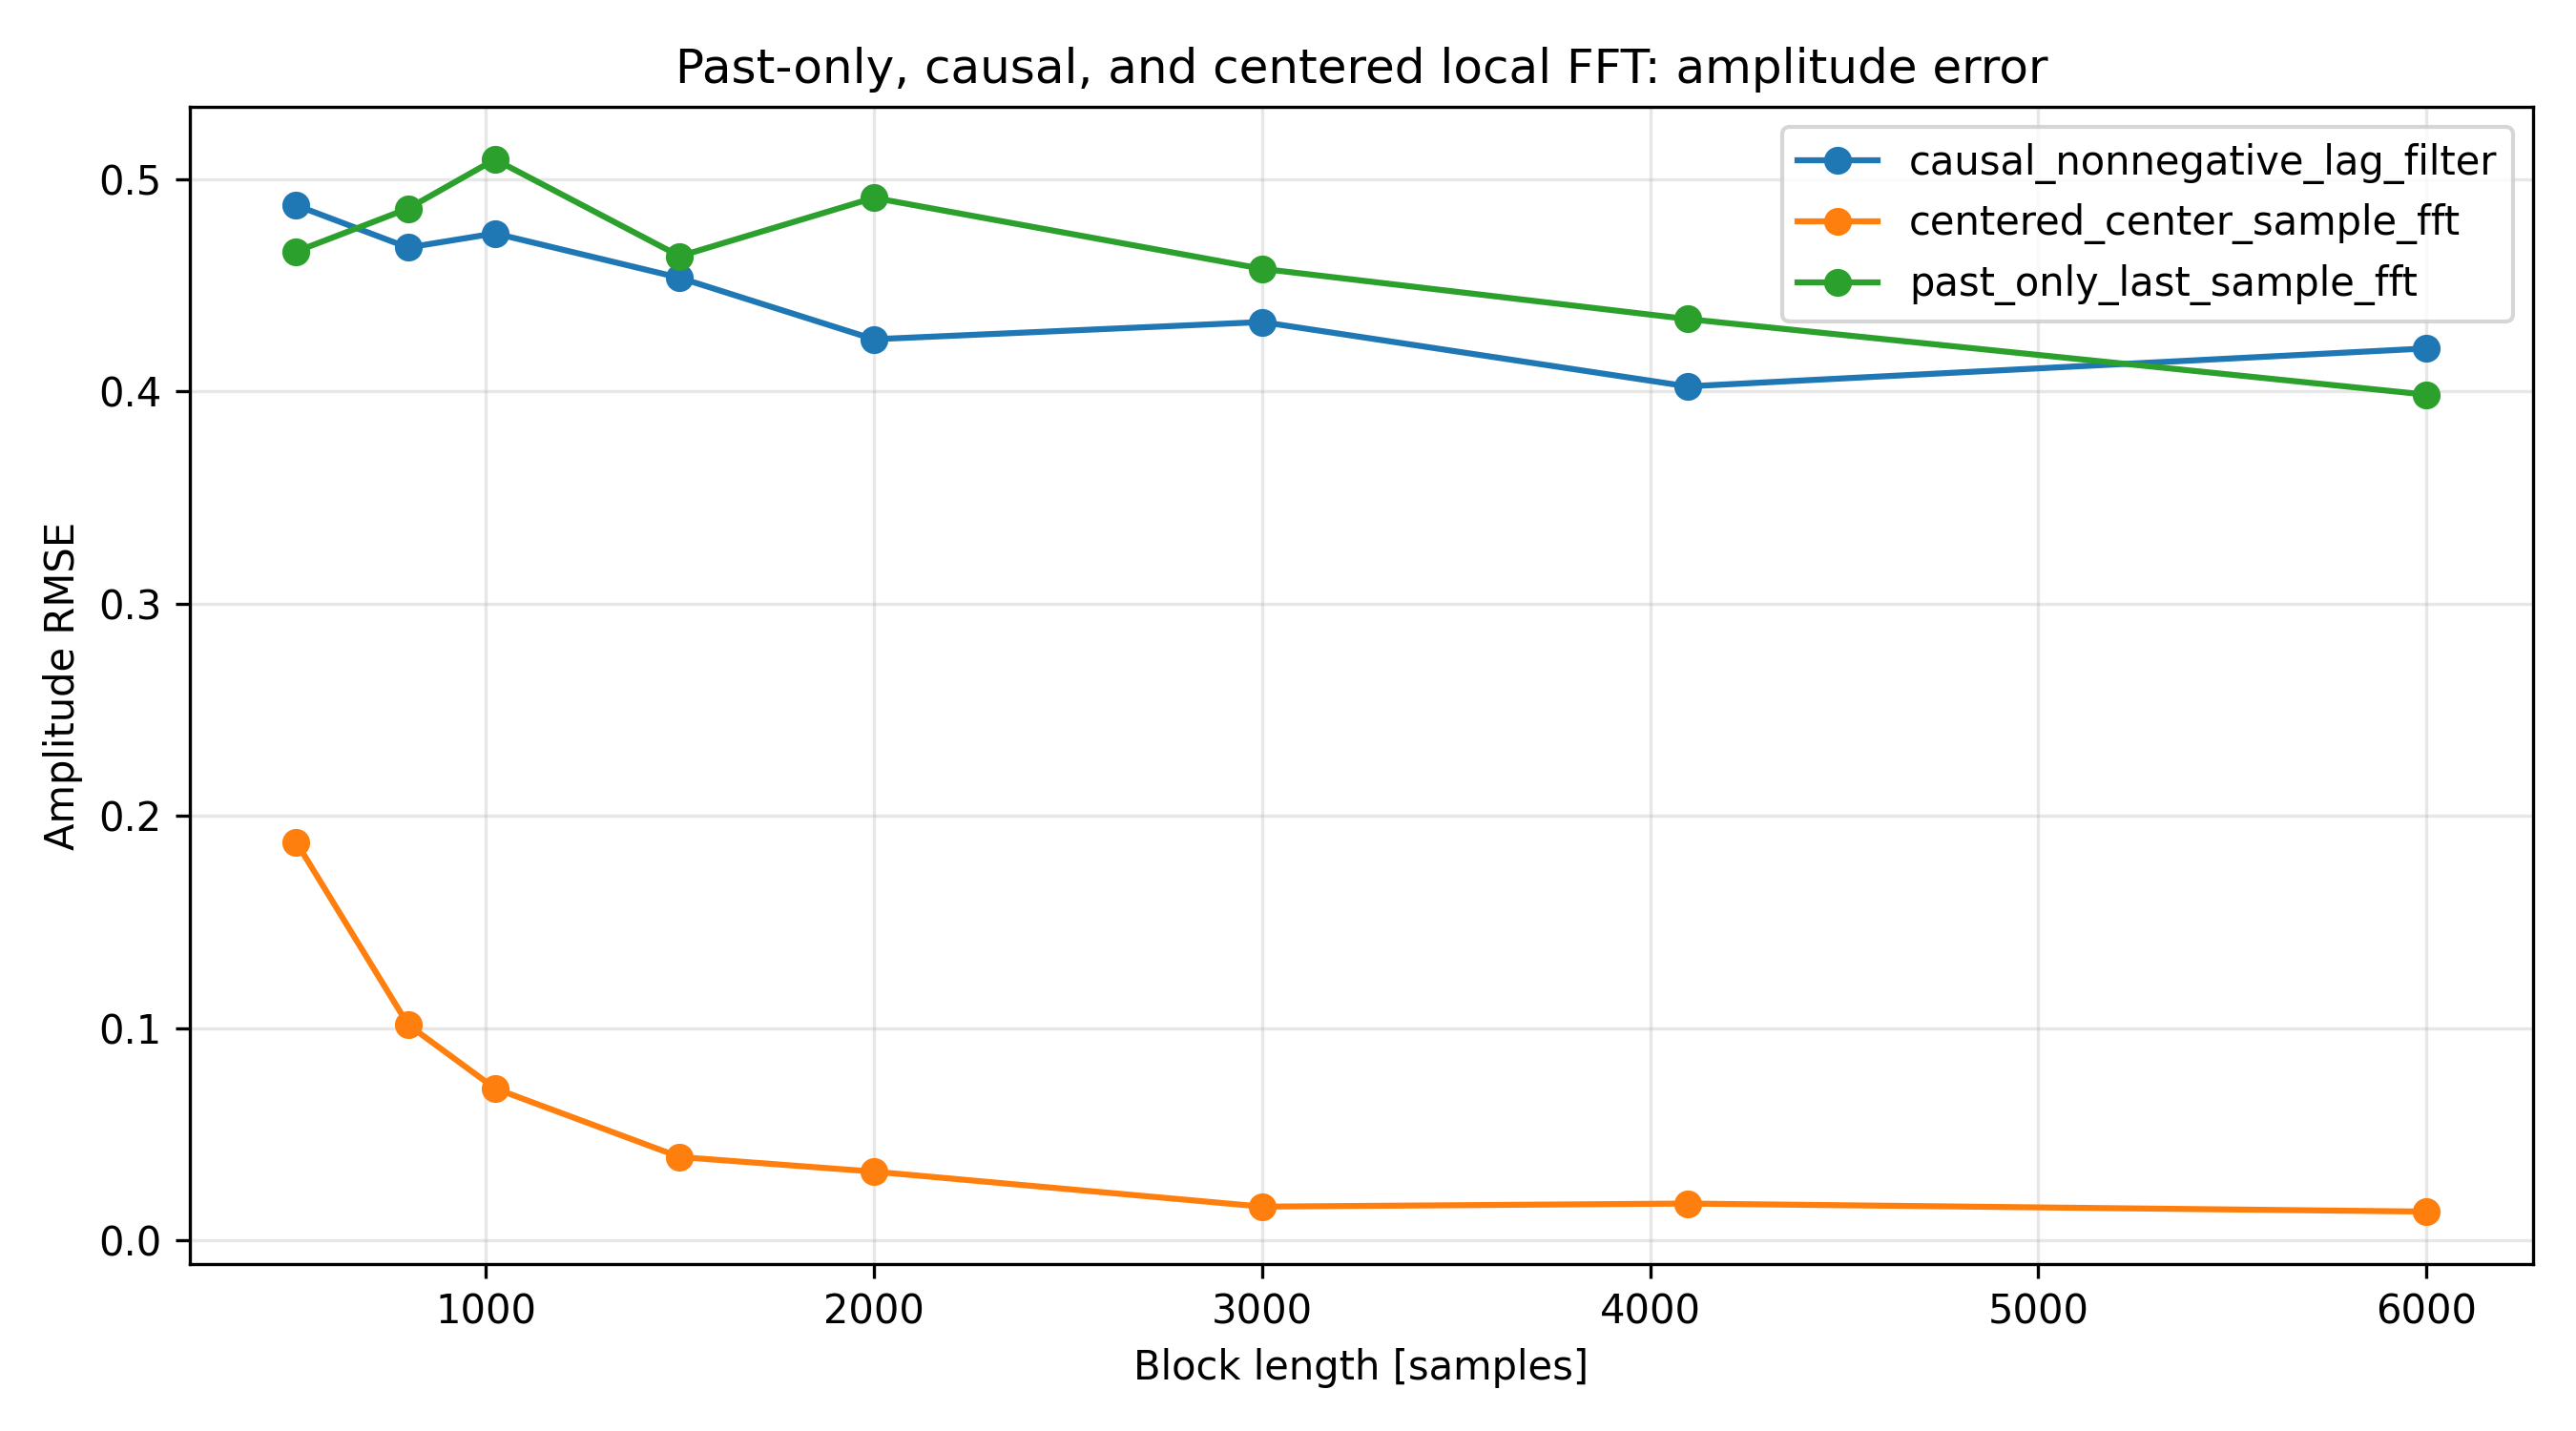 Past-only, causal, and centered local FFT: amplitude error
causal_nonnegative_lag_filter
centered_center_sample_fft
past_only_last_sample_fft
Amplitude RMSE
0.5
0.4
0.3
0.2
0.1
0.0
1000 2000 3000 4000 5000 6000
Block length [samples]